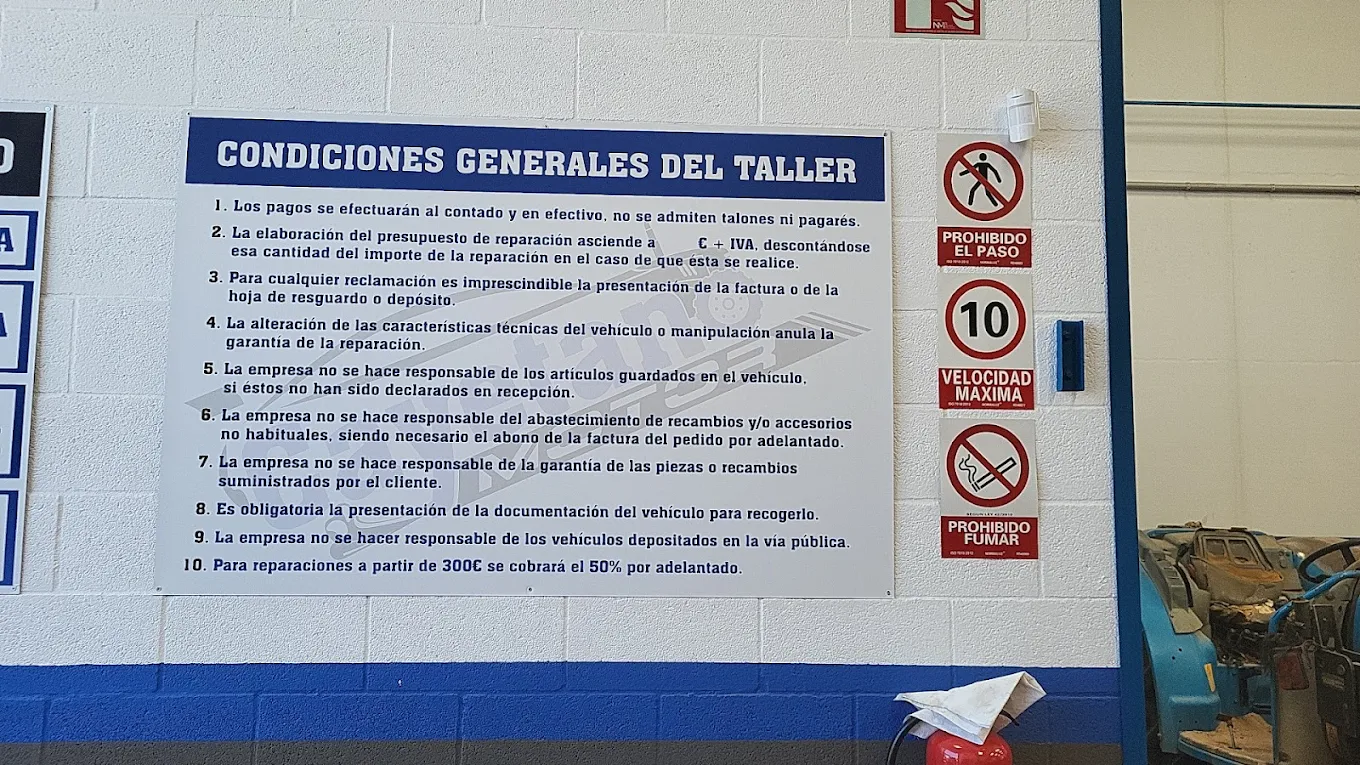 CONDICIONES GENERALES DEL TALLER
1. Los pagos se efectuarán al contado y en efectivo, no se admiten talones ni pagarés.
2. La elaboración del presupuesto de reparación asciende a € + IVA, descontándose
esa cantidad del importe de la reparación en el caso de que ésta se realice.
3. Para cualquier reclamación es imprescindible la presentación de la factura o de la
hoja de resguardo o depósito.
4. La alteración de las características técnicas del vehículo o manipulación anula la
garantía de la reparación.
5. La empresa no se hace responsable de los artículos guardados en el vehículo,
si éstos no han sido declarados en recepción.
6. La empresa no se hace responsable del abastecimiento de recambios y/o accesorios
no habituales, siendo necesario el abono de la factura del pedido por adelantado.
7. La empresa no se hace responsable de la garantía de las piezas o recambios
suministrados por el cliente.
8. Es obligatoria la presentación de la documentación del vehículo para recogerlo.
9. La empresa no se hacer responsable de los vehículos depositados en la vía pública.
10. Para reparaciones a partir de 300€ se cobrará el 50% por adelantado.
O
A
A
PROHIBIDO
EL PASO
10
VELOCIDAD
MAXIMA
PROHIBIDO
FUMAR